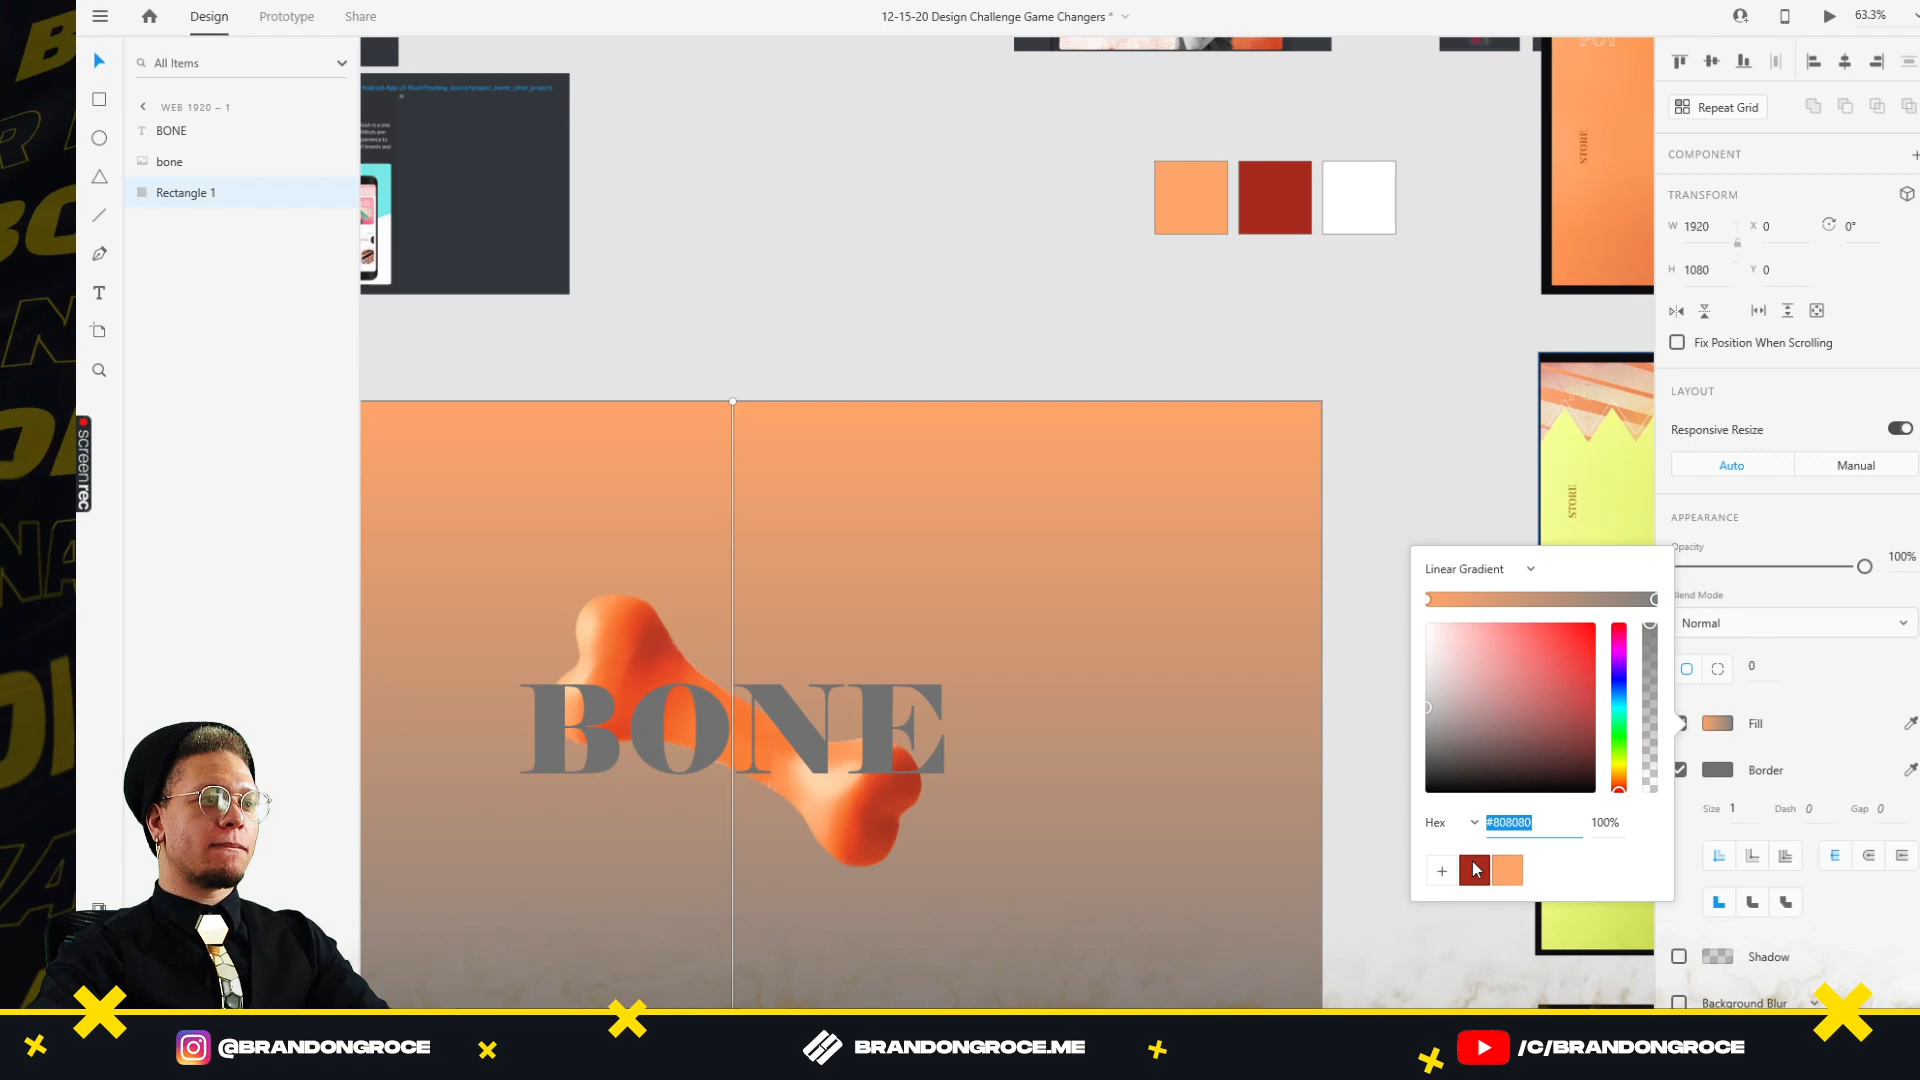 Design
Prototype
Share
12-15-20 Design Challenge Game Changers *
63.3%
All Items
WEB 1920 – 1
BONE
bone
Rectangle 1
screenrec
STORE
STORE
BONE
Repeat Grid
COMPONENT
TRANSFORM
W 1920
X 0
0°
H 1080
Y 0
Fix Position When Scrolling
LAYOUT
Responsive Resize
Auto
Manual
APPEARANCE
Opacity
100%
Blend Mode
Normal
0
Linear Gradient
Hex
#808080
100%
Fill
Border
Size 1
Dash 0
Gap 0
Shadow
Background Blur
@BRANDONGROCE
BRANDONGROCE.ME
/C/BRANDONGROCE